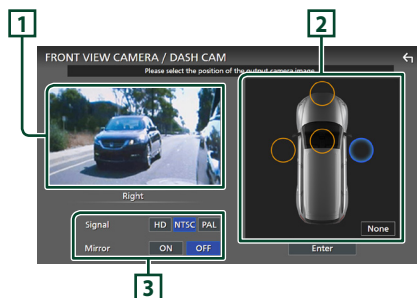 1
2
FRONT VIEW CAMERA / DASH CAM
Please select the position of the output camera image
Right
Signal HD NTSC PAL
Mirror ON OFF
None
Enter
3